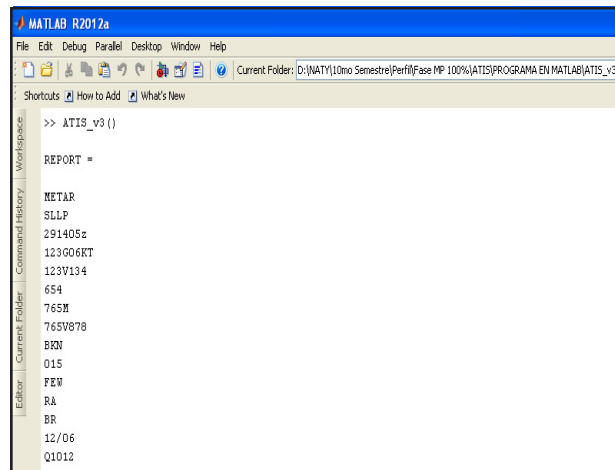 MATLAB R2012a
File Edit Debug Parallel Desktop Window Help
Current Folder: D:\NATY\10mo Semestre\Perfil\Fase MP 100%\ATIS\PROGRAMA EN MATLAB\ATIS_v3
Shortcuts How to Add What's New
Workspace
Command History
Current Folder
Editor
>> ATIS_v3()
REPORT =
METAR
SLLP
291405z
123G06KT
123V134
654
765M
765V878
BKN
015
FEW
RA
BR
12/06
Q1012